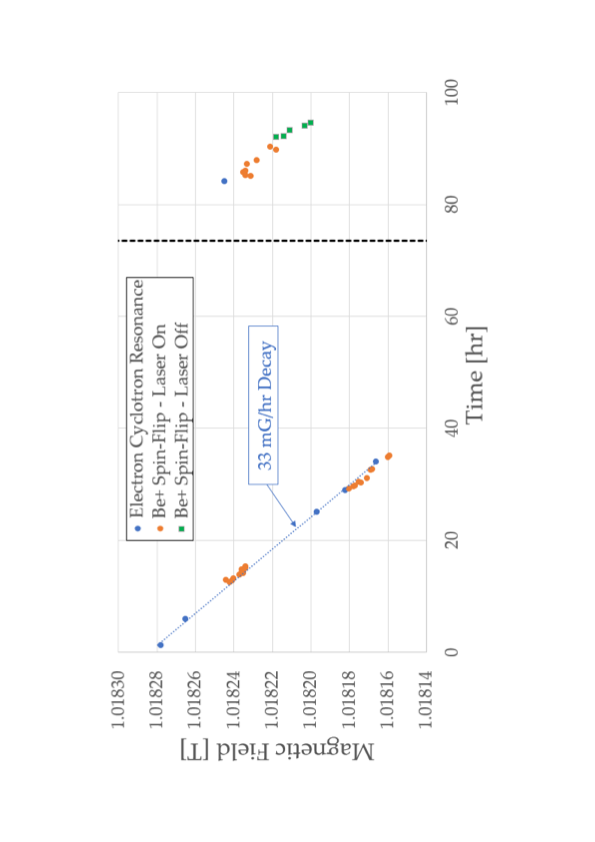 Magnetic Field [T]
1.01830
1.01828
1.01826
1.01824
1.01822
1.01820
1.01818
1.01816
1.01814
Electron Cyclotron Resonance
Be+ Spin-Flip - Laser On
Be+ Spin-Flip - Laser Off
33 mG/hr Decay
0
20
40
60
80
100
Time [hr]